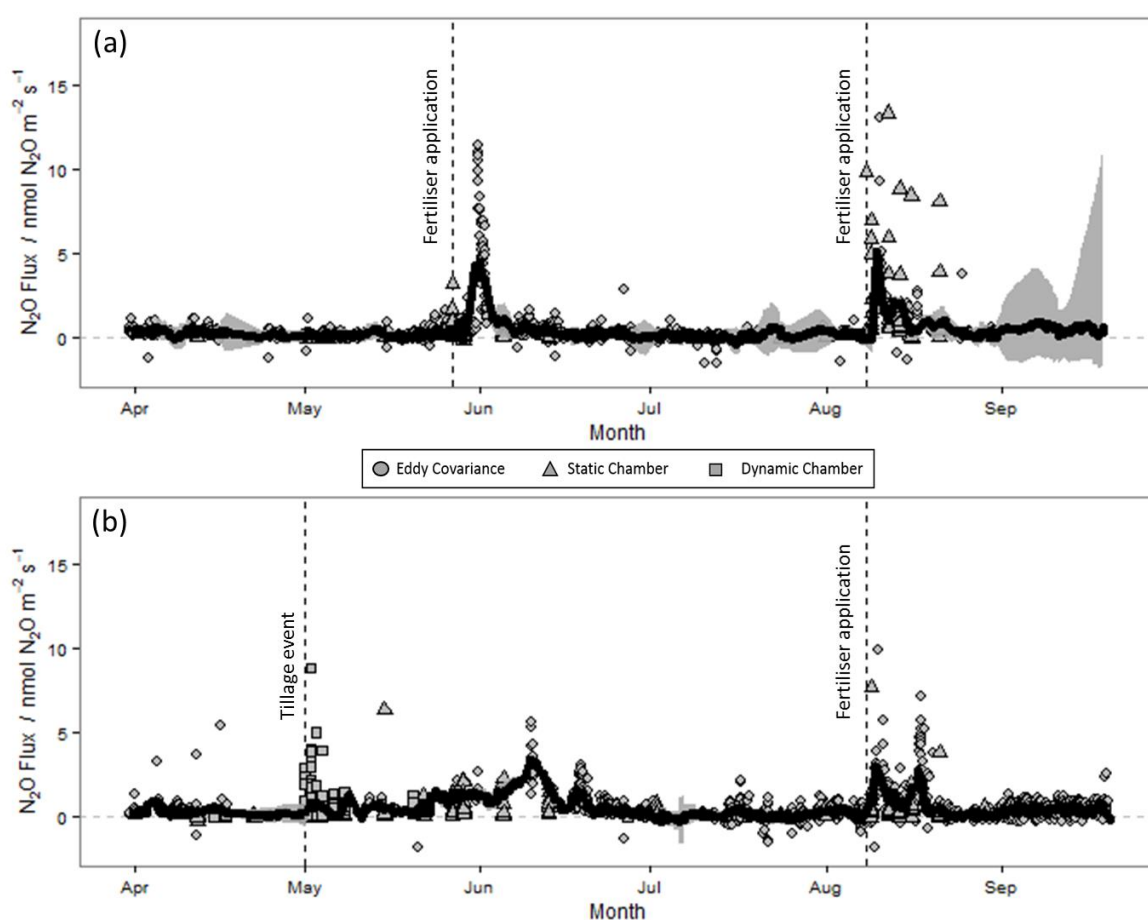 (a)
N₂O Flux / nmol N₂O m⁻² s⁻¹
15
10
5
0
Fertiliser application
Fertiliser application
Apr May Jun Jul Aug Sep
Month
Eddy Covariance Static Chamber Dynamic Chamber
(b)
N₂O Flux / nmol N₂O m⁻² s⁻¹
15
10
5
0
Tillage event
Fertiliser application
Apr May Jun Jul Aug Sep
Month